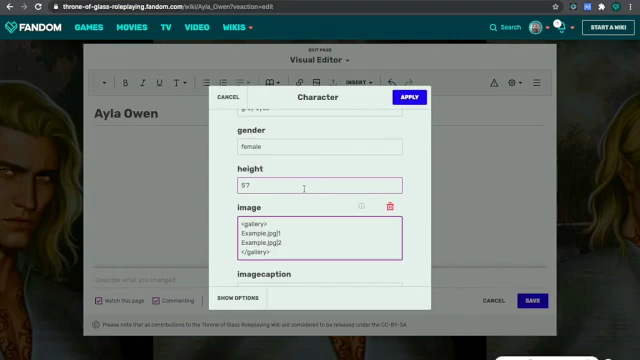 throne-of-glass-roleplaying.fandom.com/wiki/Ayla_Owen?veaction=edit
FANDOM GAMES MOVIES TV VIDEO WIKIS Search 1 START A WIKI
EDIT PAGE
Visual Editor
B I U T INSERT
Ayla Owen
CANCEL Character APPLY
gender
female
height
5'7
image
<gallery>
Example.jpg|1
Example.jpg|2
</gallery>
imagecaption
SHOW OPTIONS
Describe what you changed
Watch this page Commenting CANCEL SAVE
Please note that all contributions to the Throne of Glass Roleplaying Wiki are considered to be released under the CC-BY-SA